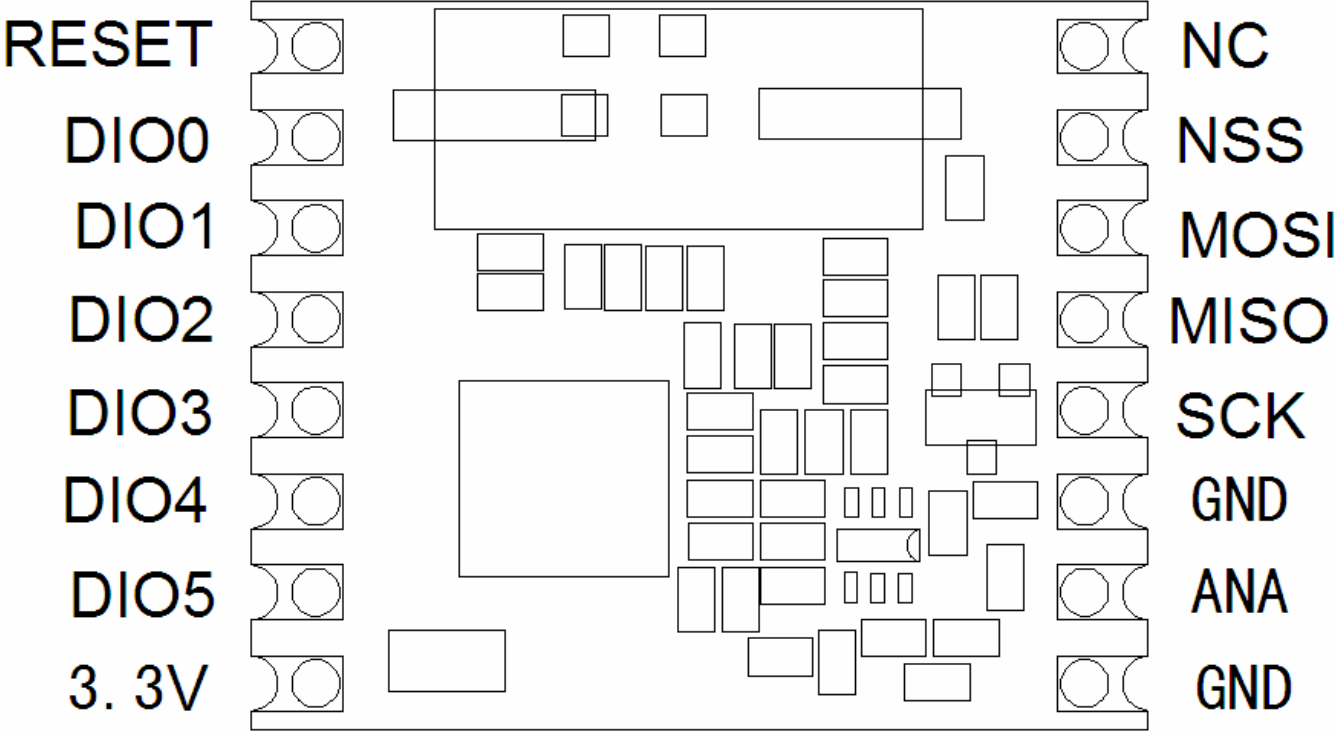 RESET
NC
DIO0
NSS
DIO1
MOSI
DIO2
MISO
DIO3
SCK
DIO4
GND
DIO5
ANA
3.3V
GND